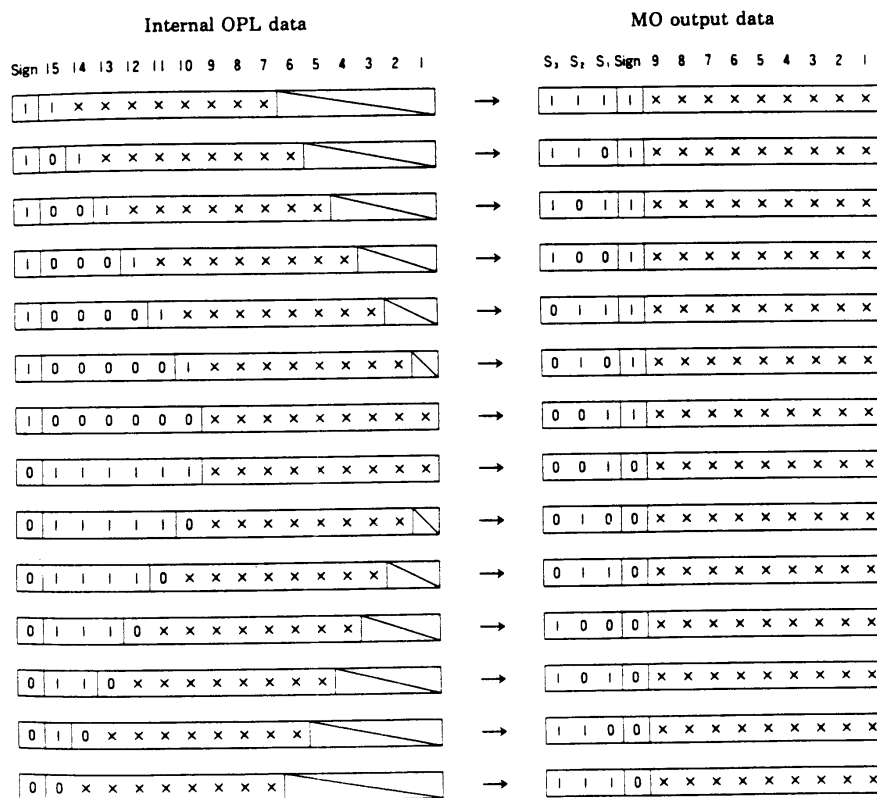 Internal OPL data MO output data
Sign 15 14 13 12 11 10 9 8 7 6 5 4 3 2 1 S₃ S₂ S₁ Sign 9 8 7 6 5 4 3 2 1
1 1 × × × × × × × × → 1 1 1 1 × × × × × × × × ×
1 0 1 × × × × × × × × → 1 1 0 1 × × × × × × × × ×
1 0 0 1 × × × × × × × × → 1 0 1 1 × × × × × × × × ×
1 0 0 0 1 × × × × × × × × → 1 0 0 1 × × × × × × × × ×
1 0 0 0 0 1 × × × × × × × × → 0 1 1 1 × × × × × × × × ×
1 0 0 0 0 0 1 × × × × × × × × → 0 1 0 1 × × × × × × × × ×
1 0 0 0 0 0 0 × × × × × × × × × → 0 0 1 1 × × × × × × × × ×
0 1 1 1 1 1 1 × × × × × × × × × → 0 0 1 0 × × × × × × × × ×
0 1 1 1 1 1 0 × × × × × × × × → 0 1 0 0 × × × × × × × × ×
0 1 1 1 1 0 × × × × × × × × → 0 1 1 0 × × × × × × × × ×
0 1 1 1 0 × × × × × × × × → 1 0 0 0 × × × × × × × × ×
0 1 1 0 × × × × × × × × → 1 0 1 0 × × × × × × × × ×
0 1 0 × × × × × × × × → 1 1 0 0 × × × × × × × × ×
0 0 × × × × × × × × → 1 1 1 0 × × × × × × × × ×